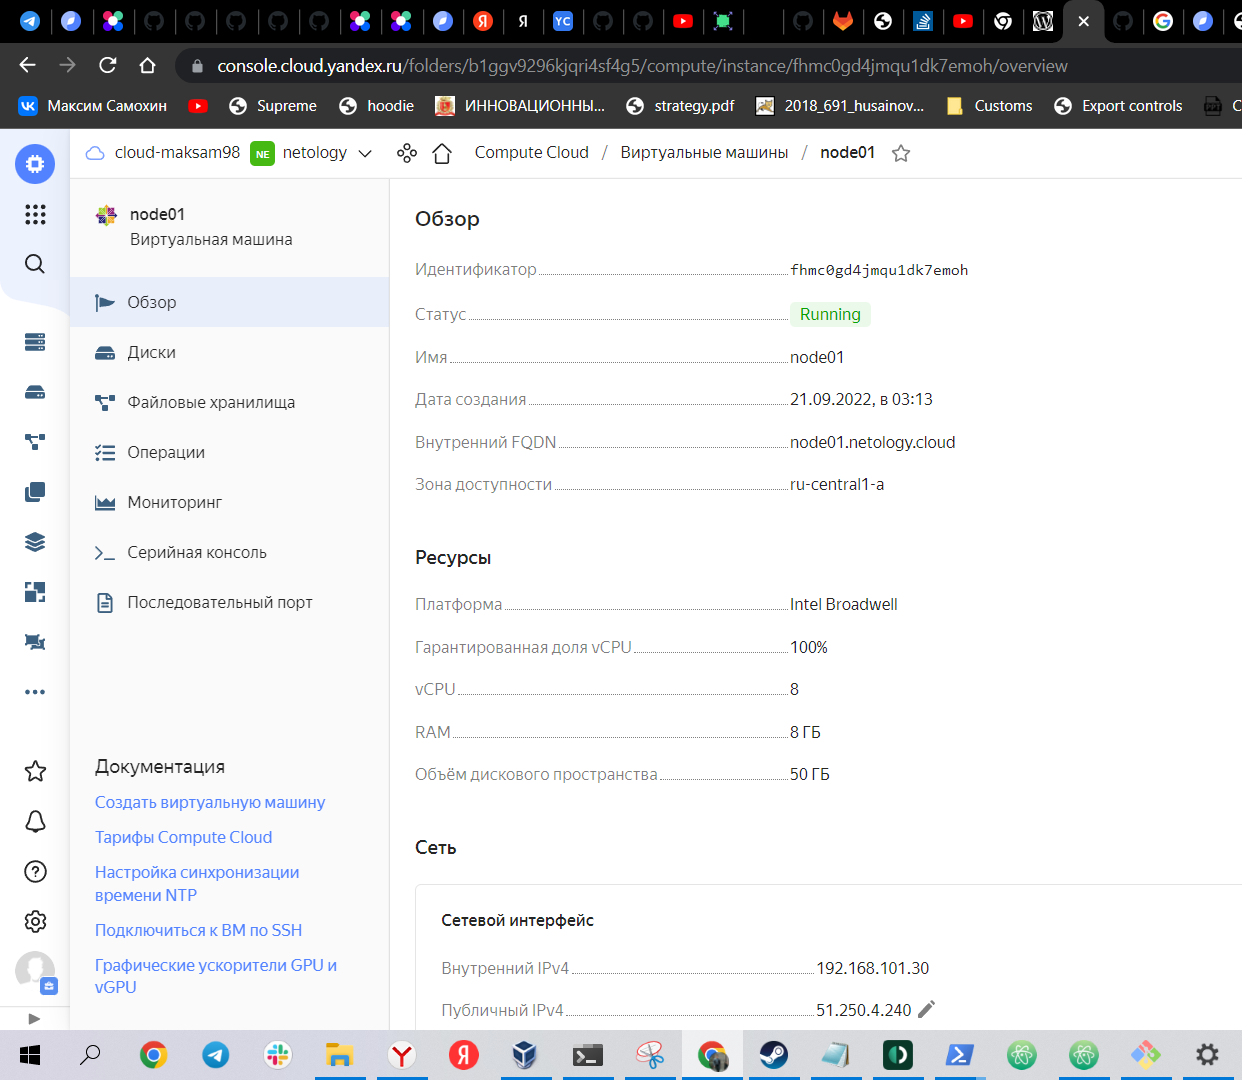 Я
Я
YC
console.cloud.yandex.ru/folders/b1ggv9296kjqri4sf4g5/compute/instance/fhmc0gd4jmqu1dk7emoh/overview
Максим Самохин
Supreme
hoodie
ИННОВАЦИОННЫ...
strategy.pdf
2018_691_husainov...
Customs
Export controls
C
cloud-maksam98
NE
netology
Compute Cloud / Виртуальные машины / node01
node01
Виртуальная машина
Обзор
Диски
Файловые хранилища
Операции
Мониторинг
Серийная консоль
Последовательный порт
Документация
Создать виртуальную машину
Тарифы Compute Cloud
Настройка синхронизации
времени NTP
Подключиться к ВМ по SSH
Графические ускорители GPU и
vGPU
Обзор
Идентификатор fhmc0gd4jmqu1dk7emoh
Статус Running
Имя node01
Дата создания 21.09.2022, в 03:13
Внутренний FQDN node01.netology.cloud
Зона доступности ru-central1-a
Ресурсы
Платформа Intel Broadwell
Гарантированная доля vCPU 100%
vCPU 8
RAM 8 ГБ
Объём дискового пространства 50 ГБ
Сеть
Сетевой интерфейс
Внутренний IPv4 192.168.101.30
Публичный IPv4 51.250.4.240